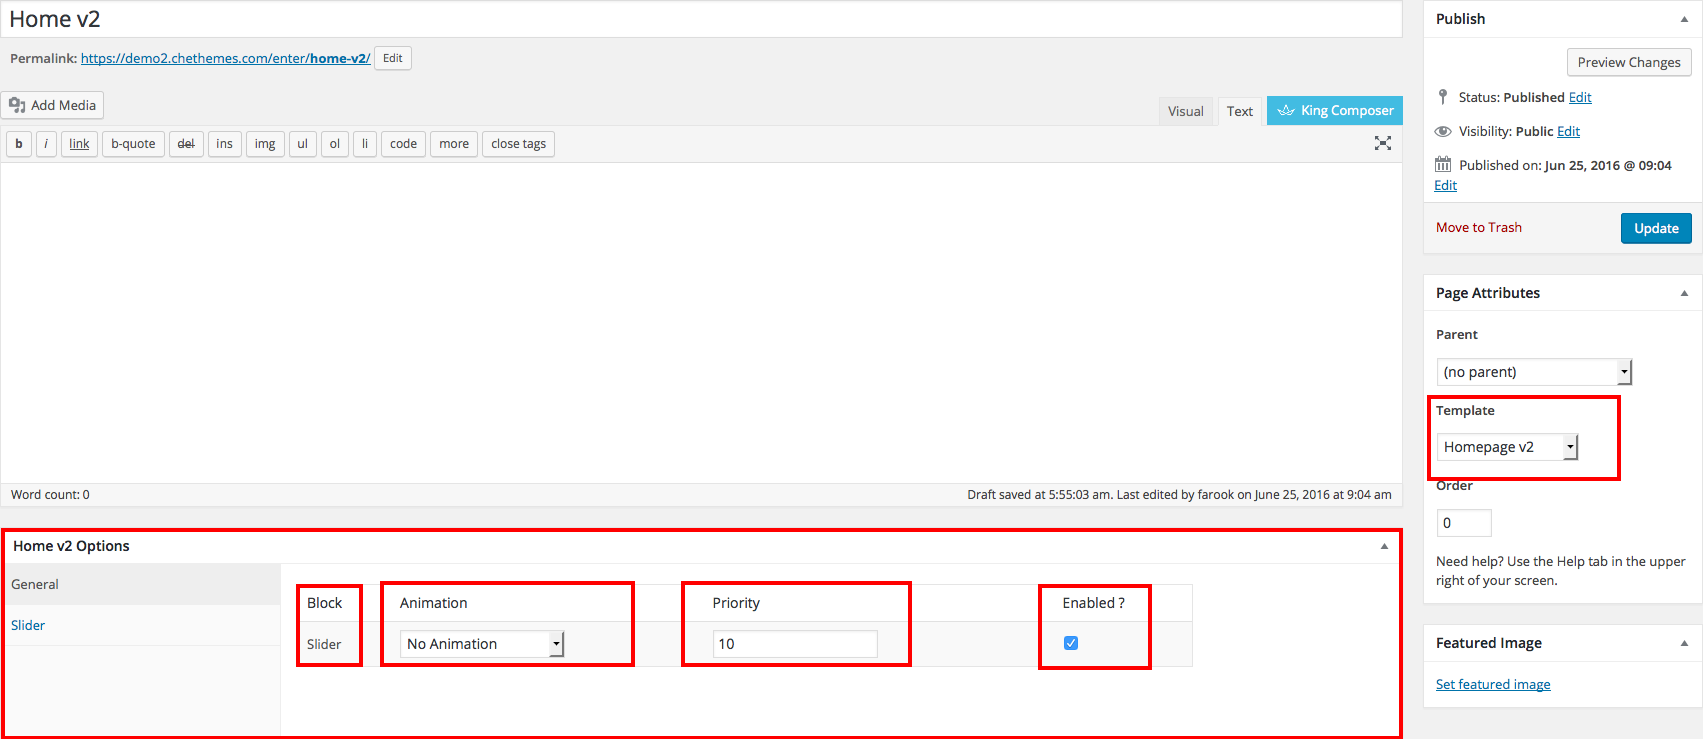 Home v2
Permalink: https://demo2.chethemes.com/enter/home-v2/ Edit
Add Media
Visual Text King Composer
b i link b-quote del ins img ul ol li code more close tags
Word count: 0
Draft saved at 5:55:03 am. Last edited by farook on June 25, 2016 at 9:04 am
Home v2 Options
General
Slider
Block Animation Priority Enabled ?
Slider No Animation 10
Publish
Preview Changes
Status: Published Edit
Visibility: Public Edit
Published on: Jun 25, 2016 @ 09:04
Edit
Move to Trash Update
Page Attributes
Parent
(no parent)
Template
Homepage v2
Order
0
Need help? Use the Help tab in the upper
right of your screen.
Featured Image
Set featured image